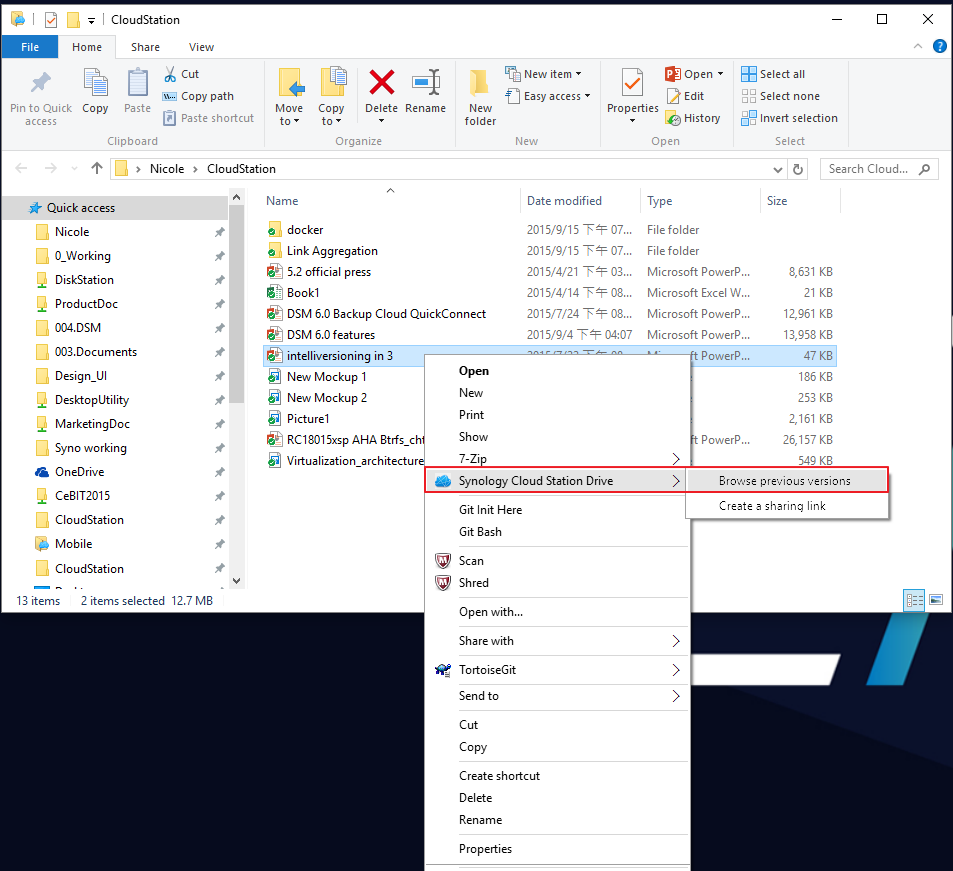 CloudStation
File Home Share View
Pin to Quick access
Copy
Paste
Cut
Copy path
Paste shortcut
Clipboard
Move to
Copy to
Delete
Rename
Organize
New folder
New item
Easy access
New
Properties
Open
Edit
History
Open
Select all
Select none
Invert selection
Select
Nicole > CloudStation
Search Cloud...
Name Date modified Type Size
Quick access
Nicole
0_Working
DiskStation
ProductDoc
004.DSM
003.Documents
Design_UI
DesktopUtility
MarketingDoc
Syno working
OneDrive
CeBIT2015
CloudStation
Mobile
CloudStation
docker 2015/9/15 下午 07... File folder
Link Aggregation 2015/9/15 下午 07... File folder
5.2 official press 2015/4/21 下午 03... Microsoft PowerP... 8,631 KB
Book1 2015/4/14 下午 08... Microsoft Excel W... 21 KB
DSM 6.0 Backup Cloud QuickConnect 2015/7/24 下午 08... Microsoft PowerP... 12,961 KB
DSM 6.0 features 2015/9/4 下午 04:07 Microsoft PowerP... 13,958 KB
intelliversioning in 3 Microsoft PowerP... 47 KB
New Mockup 1 186 KB
New Mockup 2 253 KB
Picture1 2,161 KB
RC18015xsp AHA Btrfs_cht oft PowerP... 26,157 KB
Virtualization_architecture 549 KB
Open
New
Print
Show
7-Zip
Synology Cloud Station Drive
Browse previous versions
Create a sharing link
Git Init Here
Git Bash
Scan
Shred
Open with...
Share with
TortoiseGit
Send to
Cut
Copy
Create shortcut
Delete
Rename
Properties
13 items 2 items selected 12.7 MB